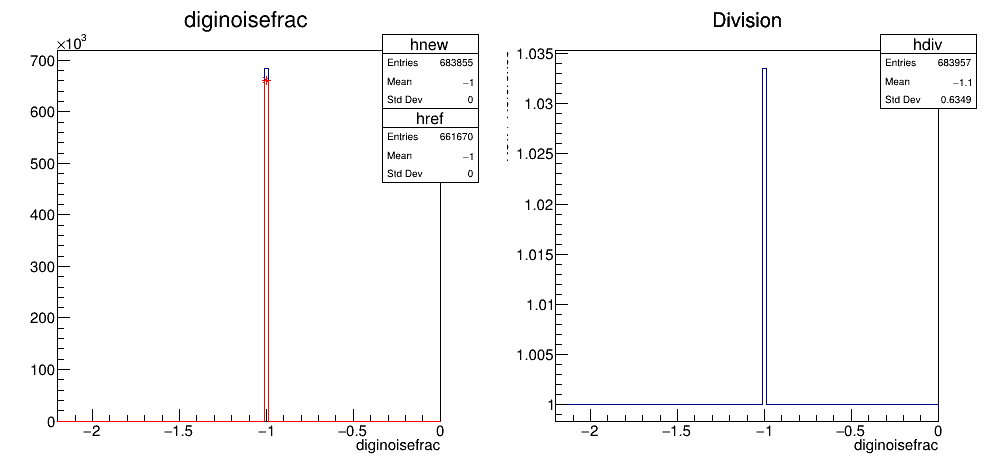 diginoisefrac
×10³
700
600
500
400
300
200
100
0
−2
−1.5
−1
−0.5
0
diginoisefrac
hnew
Entries 683855
Mean −1
Std Dev 0
href
Entries 661670
Mean −1
Std Dev 0
Division
1.035
1.03
1.025
1.02
1.015
1.01
1.005
1
−2
−1.5
−1
−0.5
0
diginoisefrac
hdiv
Entries 683957
Mean −1.1
Std Dev 0.6349